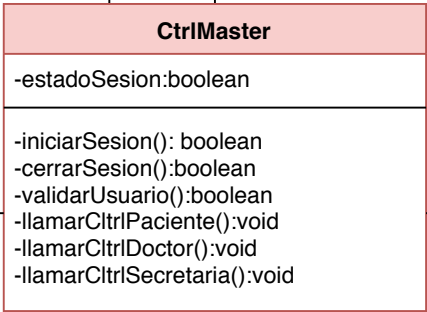 CtrlMaster
-estadoSesion:boolean
-iniciarSesion(): boolean
-cerrarSesion():boolean
-validarUsuario():boolean
-llamarCltrlPaciente():void
-llamarCltrlDoctor():void
-llamarCltrlSecretaria():void